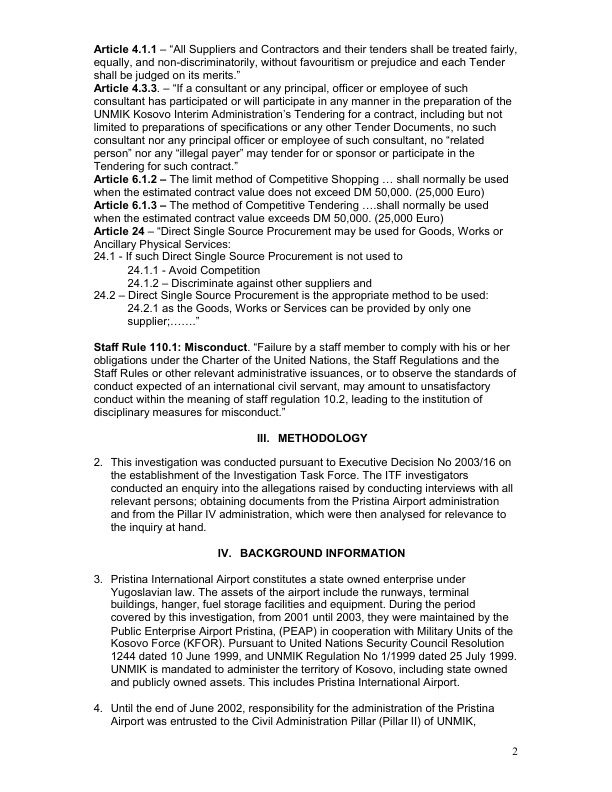 Article 4.1.1 – “All Suppliers and Contractors and their tenders shall be treated fairly,
equally, and non-discriminatorily, without favouritism or prejudice and each Tender
shall be judged on its merits.”
Article 4.3.3. – “If a consultant or any principal, officer or employee of such
consultant has participated or will participate in any manner in the preparation of the
UNMIK Kosovo Interim Administration’s Tendering for a contract, including but not
limited to preparations of specifications or any other Tender Documents, no such
consultant nor any principal officer or employee of such consultant, no “related
person” nor any “illegal payer” may tender for or sponsor or participate in the
Tendering for such contract.”
Article 6.1.2 – The limit method of Competitive Shopping … shall normally be used
when the estimated contract value does not exceed DM 50,000. (25,000 Euro)
Article 6.1.3 – The method of Competitive Tendering ….shall normally be used
when the estimated contract value exceeds DM 50,000. (25,000 Euro)
Article 24 – “Direct Single Source Procurement may be used for Goods, Works or
Ancillary Physical Services:
24.1 - If such Direct Single Source Procurement is not used to
24.1.1 - Avoid Competition
24.1.2 – Discriminate against other suppliers and
24.2 – Direct Single Source Procurement is the appropriate method to be used:
24.2.1 as the Goods, Works or Services can be provided by only one
supplier;…….”
Staff Rule 110.1: Misconduct. “Failure by a staff member to comply with his or her
obligations under the Charter of the United Nations, the Staff Regulations and the
Staff Rules or other relevant administrative issuances, or to observe the standards of
conduct expected of an international civil servant, may amount to unsatisfactory
conduct within the meaning of staff regulation 10.2, leading to the institution of
disciplinary measures for misconduct.”
III. METHODOLOGY
2. This investigation was conducted pursuant to Executive Decision No 2003/16 on
the establishment of the Investigation Task Force. The ITF investigators
conducted an enquiry into the allegations raised by conducting interviews with all
relevant persons; obtaining documents from the Pristina Airport administration
and from the Pillar IV administration, which were then analysed for relevance to
the inquiry at hand.
IV. BACKGROUND INFORMATION
3. Pristina International Airport constitutes a state owned enterprise under
Yugoslavian law. The assets of the airport include the runways, terminal
buildings, hanger, fuel storage facilities and equipment. During the period
covered by this investigation, from 2001 until 2003, they were maintained by the
Public Enterprise Airport Pristina, (PEAP) in cooperation with Military Units of the
Kosovo Force (KFOR). Pursuant to United Nations Security Council Resolution
1244 dated 10 June 1999, and UNMIK Regulation No 1/1999 dated 25 July 1999.
UNMIK is mandated to administer the territory of Kosovo, including state owned
and publicly owned assets. This includes Pristina International Airport.
4. Until the end of June 2002, responsibility for the administration of the Pristina
Airport was entrusted to the Civil Administration Pillar (Pillar II) of UNMIK,
2